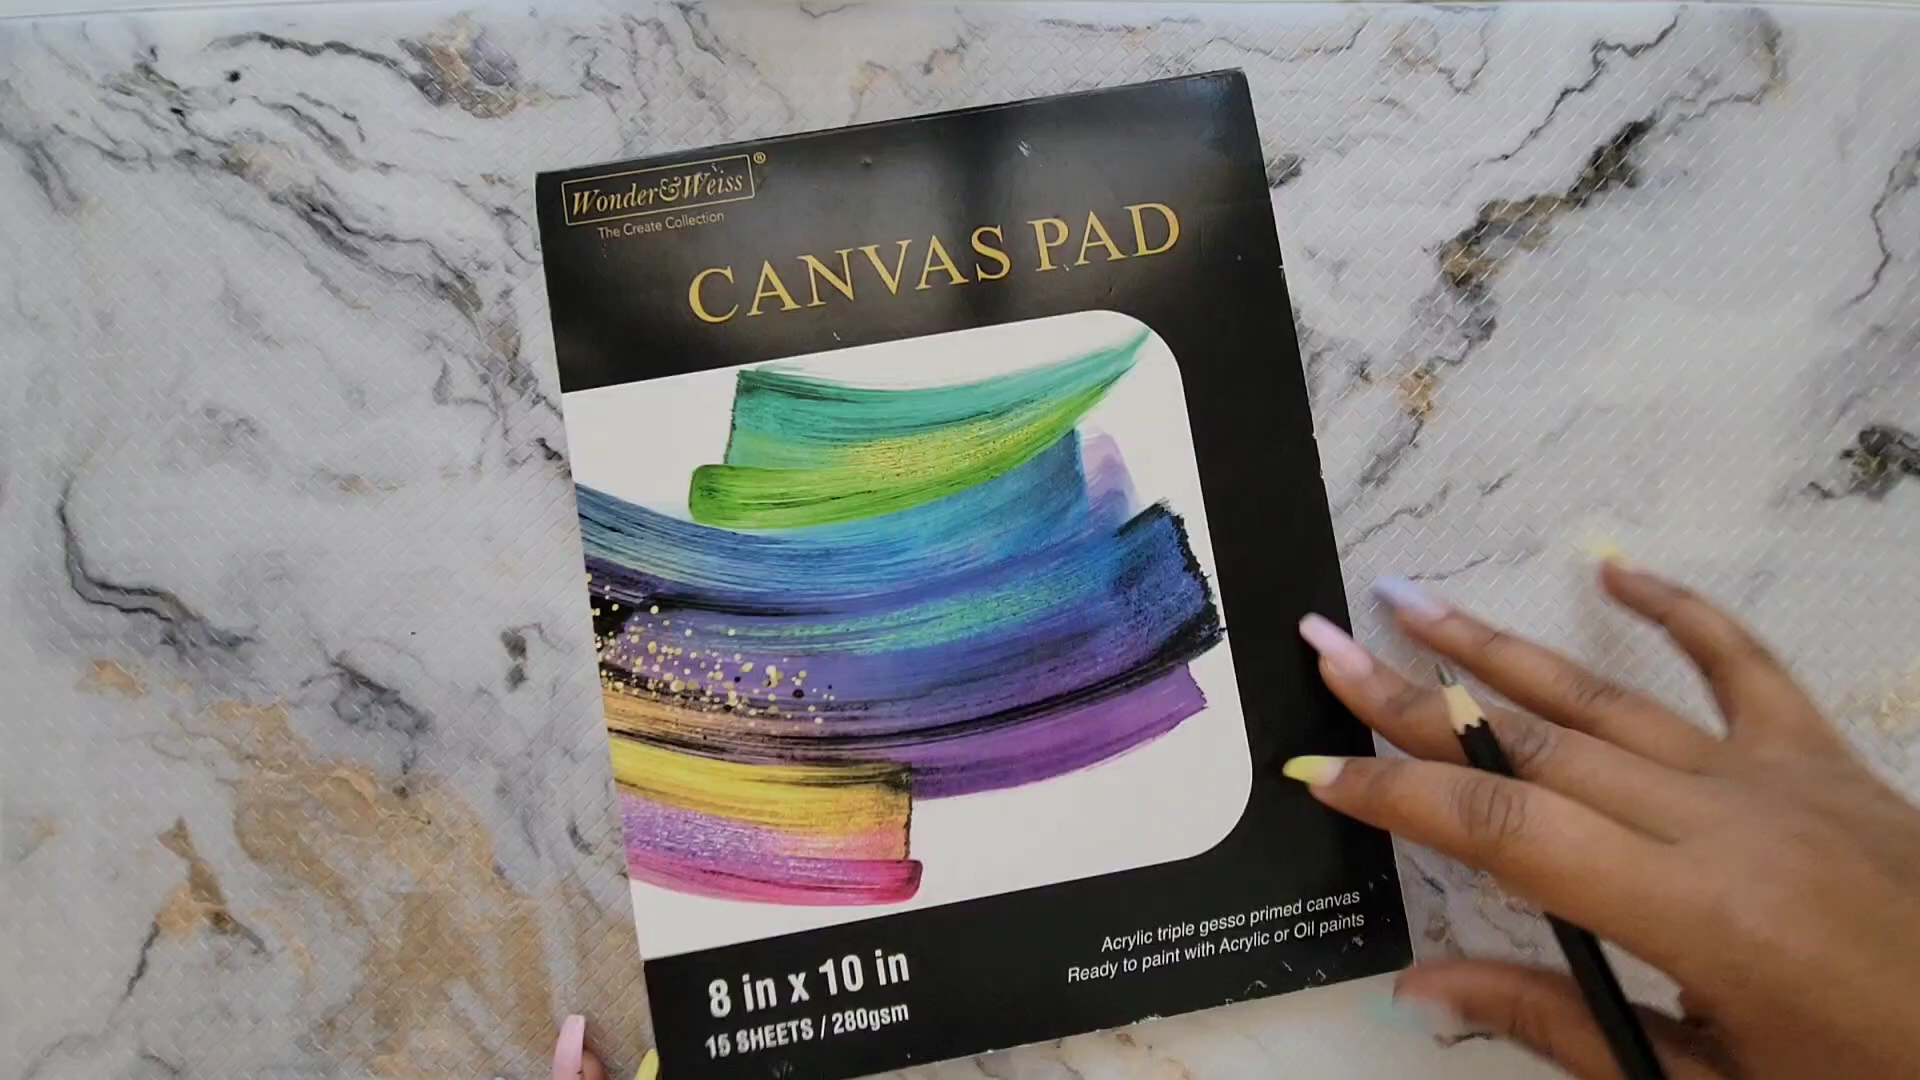 Wonder&Weiss®
The Create Collection
CANVAS PAD
8 in x 10 in
15 SHEETS / 280gsm
Acrylic triple gesso primed canvas
Ready to paint with Acrylic or Oil paints